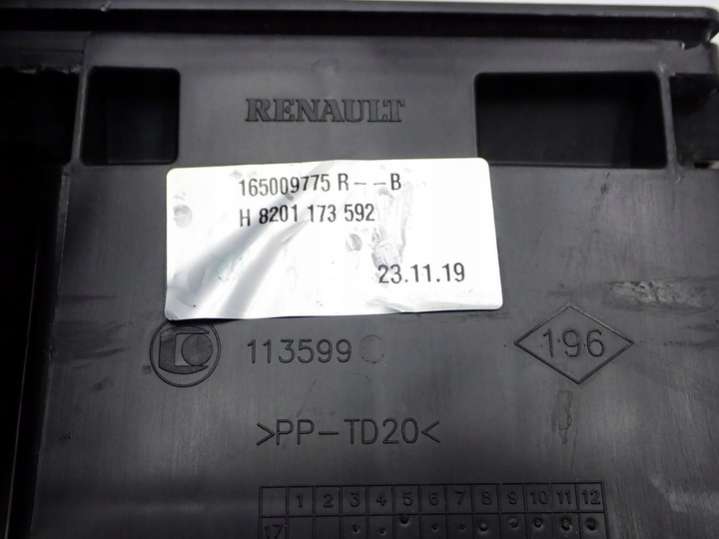 RENAULT
165009775 R--B
H 8201 173 592
23.11.19
113599
196
>PP-TD20<
1 2 3 4 5 6 7 8 9 10 11 12
17